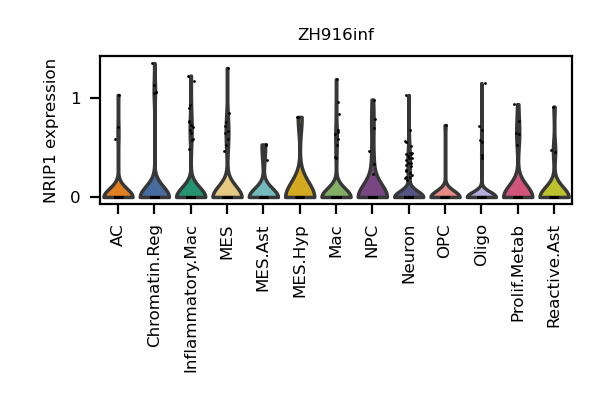 ZH916inf
NRIP1 expression
1
0
AC
Chromatin.Reg
Inflammatory.Mac
MES
MES.Ast
MES.Hyp
Mac
NPC
Neuron
OPC
Oligo
Prolif.Metab
Reactive.Ast